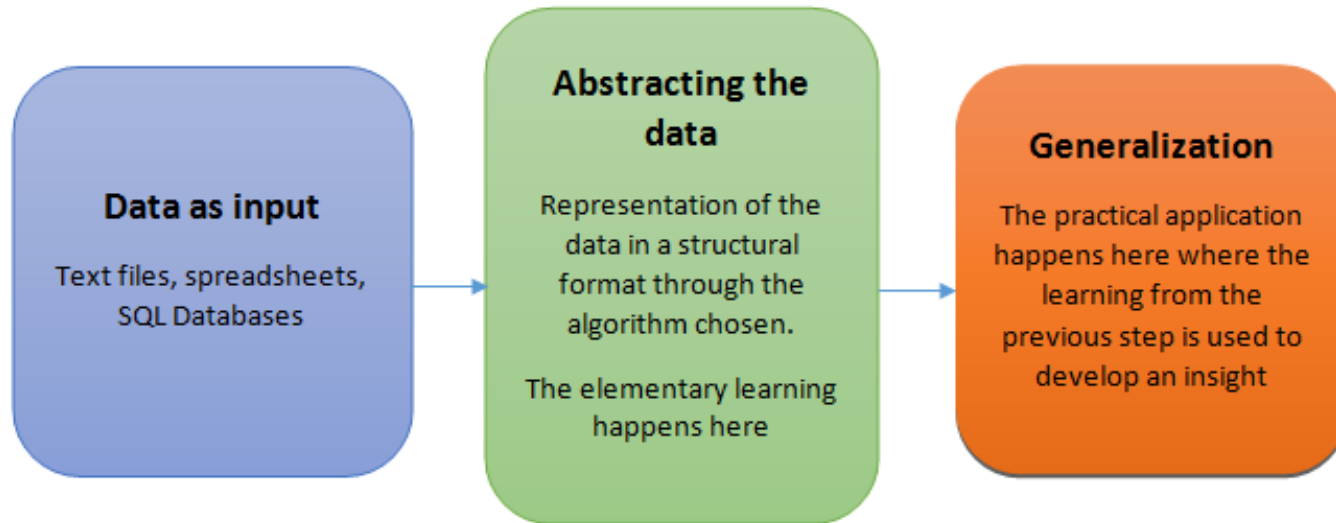 Data as input
Text files, spreadsheets,
SQL Databases
Abstracting the
data
Representation of the
data in a structural
format through the
algorithm chosen.
The elementary learning
happens here
Generalization
The practical application
happens here where the
learning from the
previous step is used to
develop an insight